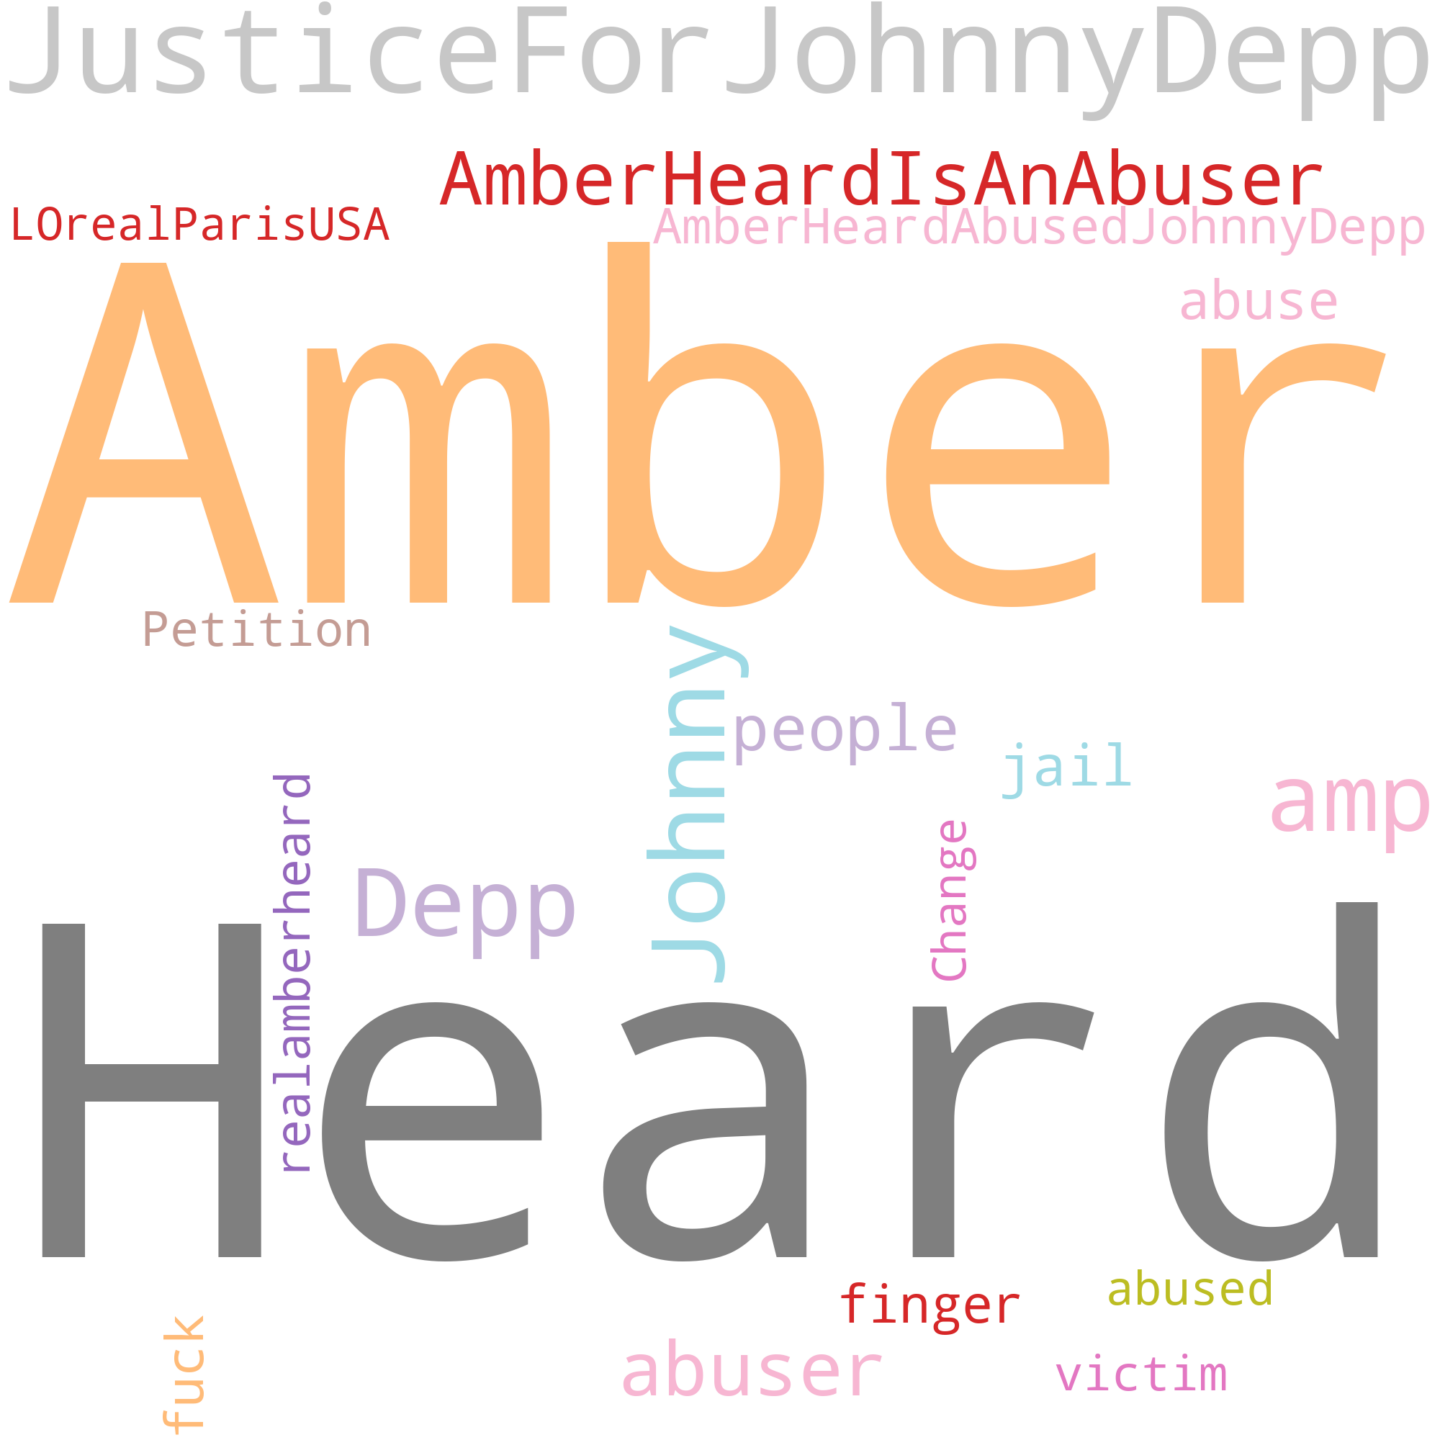 JusticeForJohnnyDepp
AmberHeardIsAnAbuser
LOrealParisUSA
AmberHeardAbusedJohnnyDepp
abuse
Amber
Petition
Johnny
people
jail
amp
realamberheard
Depp
Change
Heard
finger
abused
fuck
abuser
victim